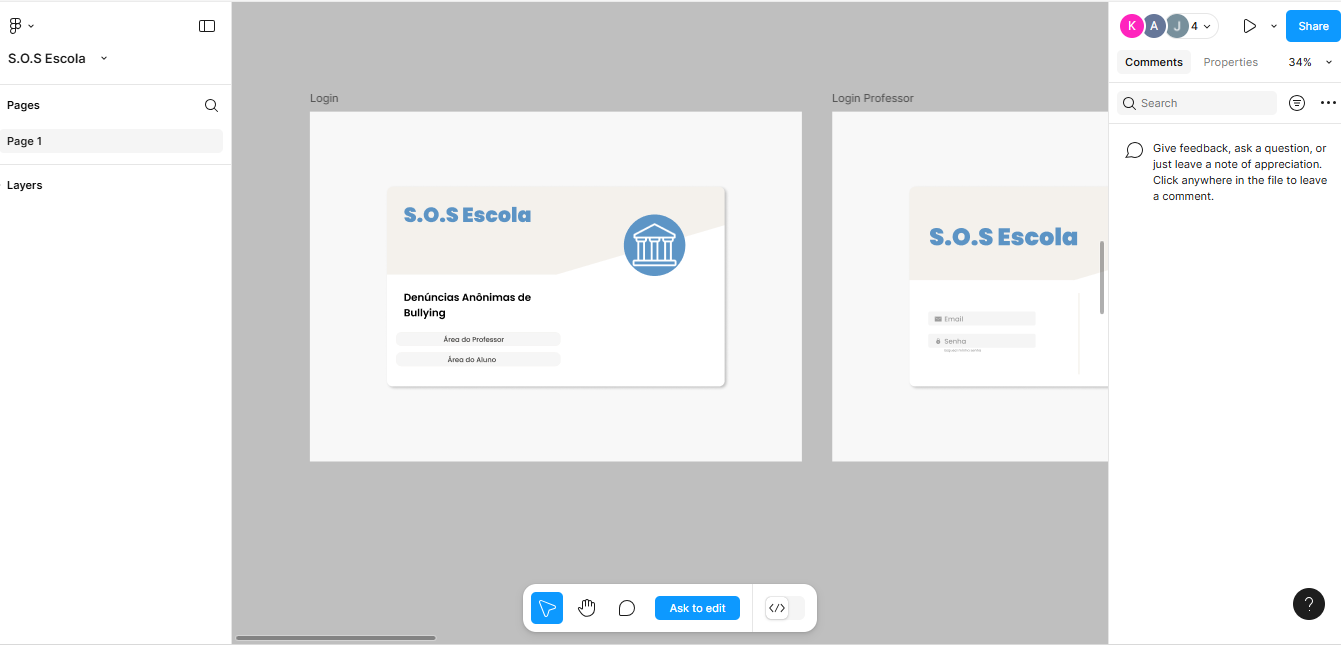 S.O.S Escola
Pages
Page 1
Layers
Login
S.O.S Escola
Denúncias Anônimas de
Bullying
Área do Professor
Área do Aluno
Login Professor
S.O.S Escola
Email
Senha
Ask to edit
</>
K A J 4
Share
Comments Properties 34%
Search
Give feedback, ask a question, or
just leave a note of appreciation.
Click anywhere in the file to leave
a comment.
?